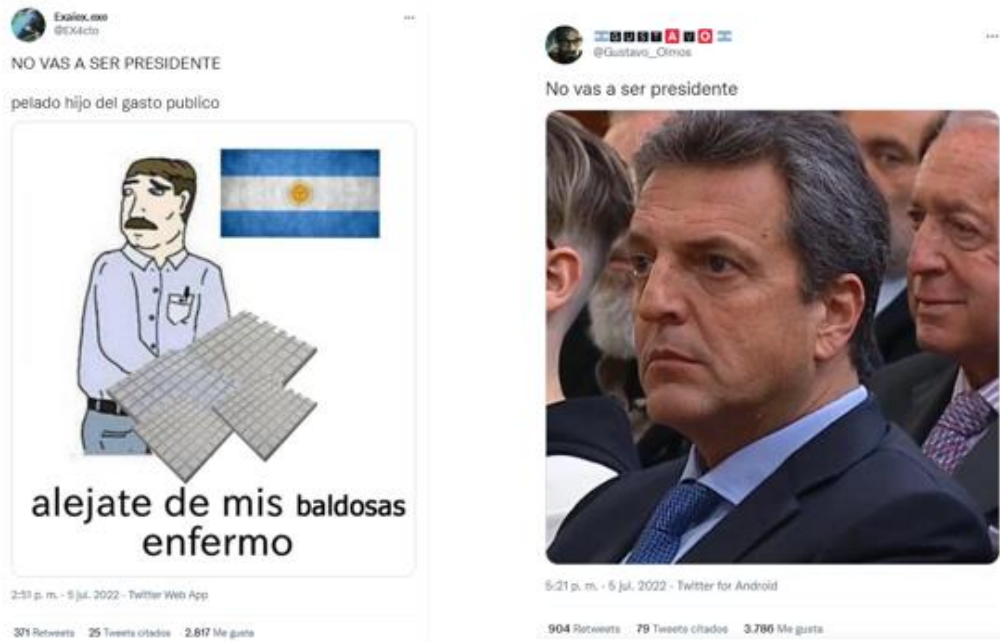 Exaiex.exe
@EX4cto
NO VAS A SER PRESIDENTE
pelado hijo del gasto publico
alejate de mis baldosas
enfermo
2:51 p. m. · 5 jul. 2022 · Twitter Web App
371 Retweets 25 Tweets citados 2.817 Me gusta
GUSTAVO
@Gustavo_Olmos
No vas a ser presidente
5:21 p. m. · 5 jul. 2022 · Twitter for Android
904 Retweets 79 Tweets citados 3.786 Me gusta